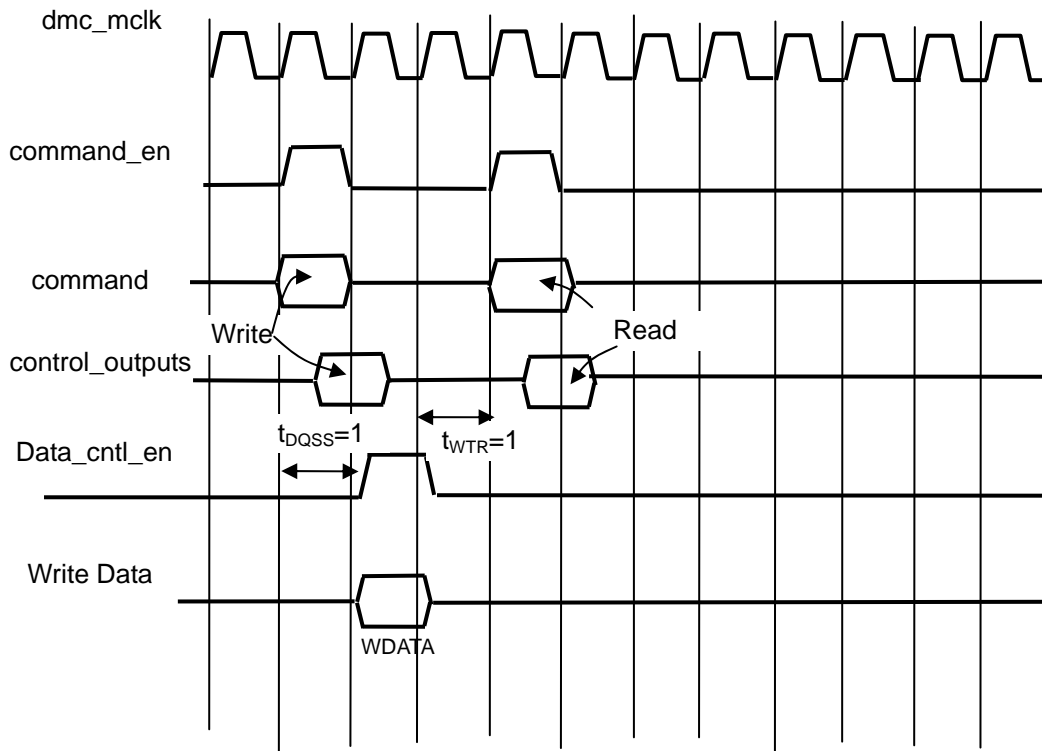 dmc_mclk
command_en
command
Write
Read
control_outputs
tDQSS=1
tWTR=1
Data_cntl_en
Write Data
WDATA